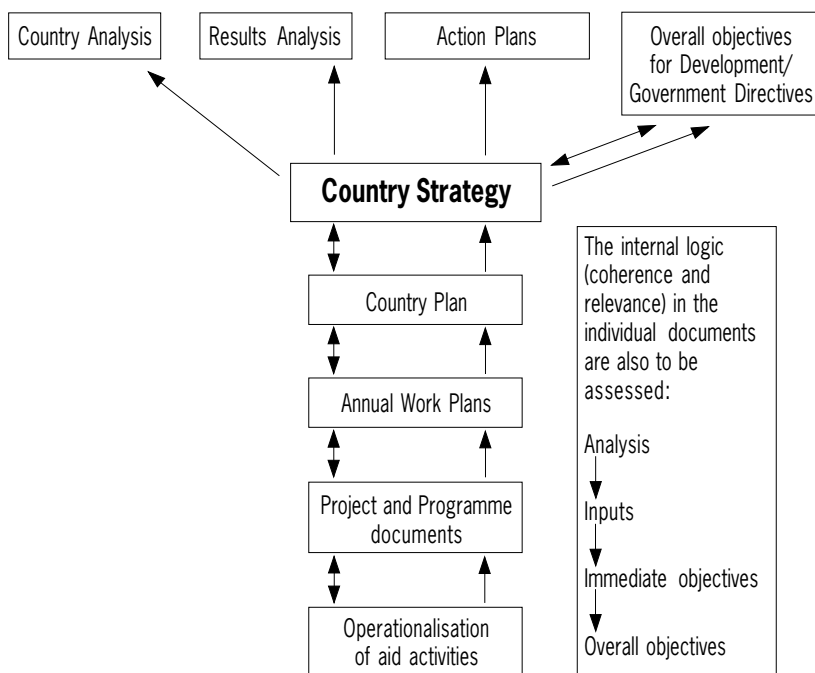 Country Analysis
Results Analysis
Action Plans
Overall objectives
for Development/
Government Directives
Country Strategy
Country Plan
Annual Work Plans
Project and Programme
documents
Operationalisation
of aid activities
The internal logic
(coherence and
relevance) in the
individual documents
are also to be
assessed:
Analysis
Inputs
Immediate objectives
Overall objectives